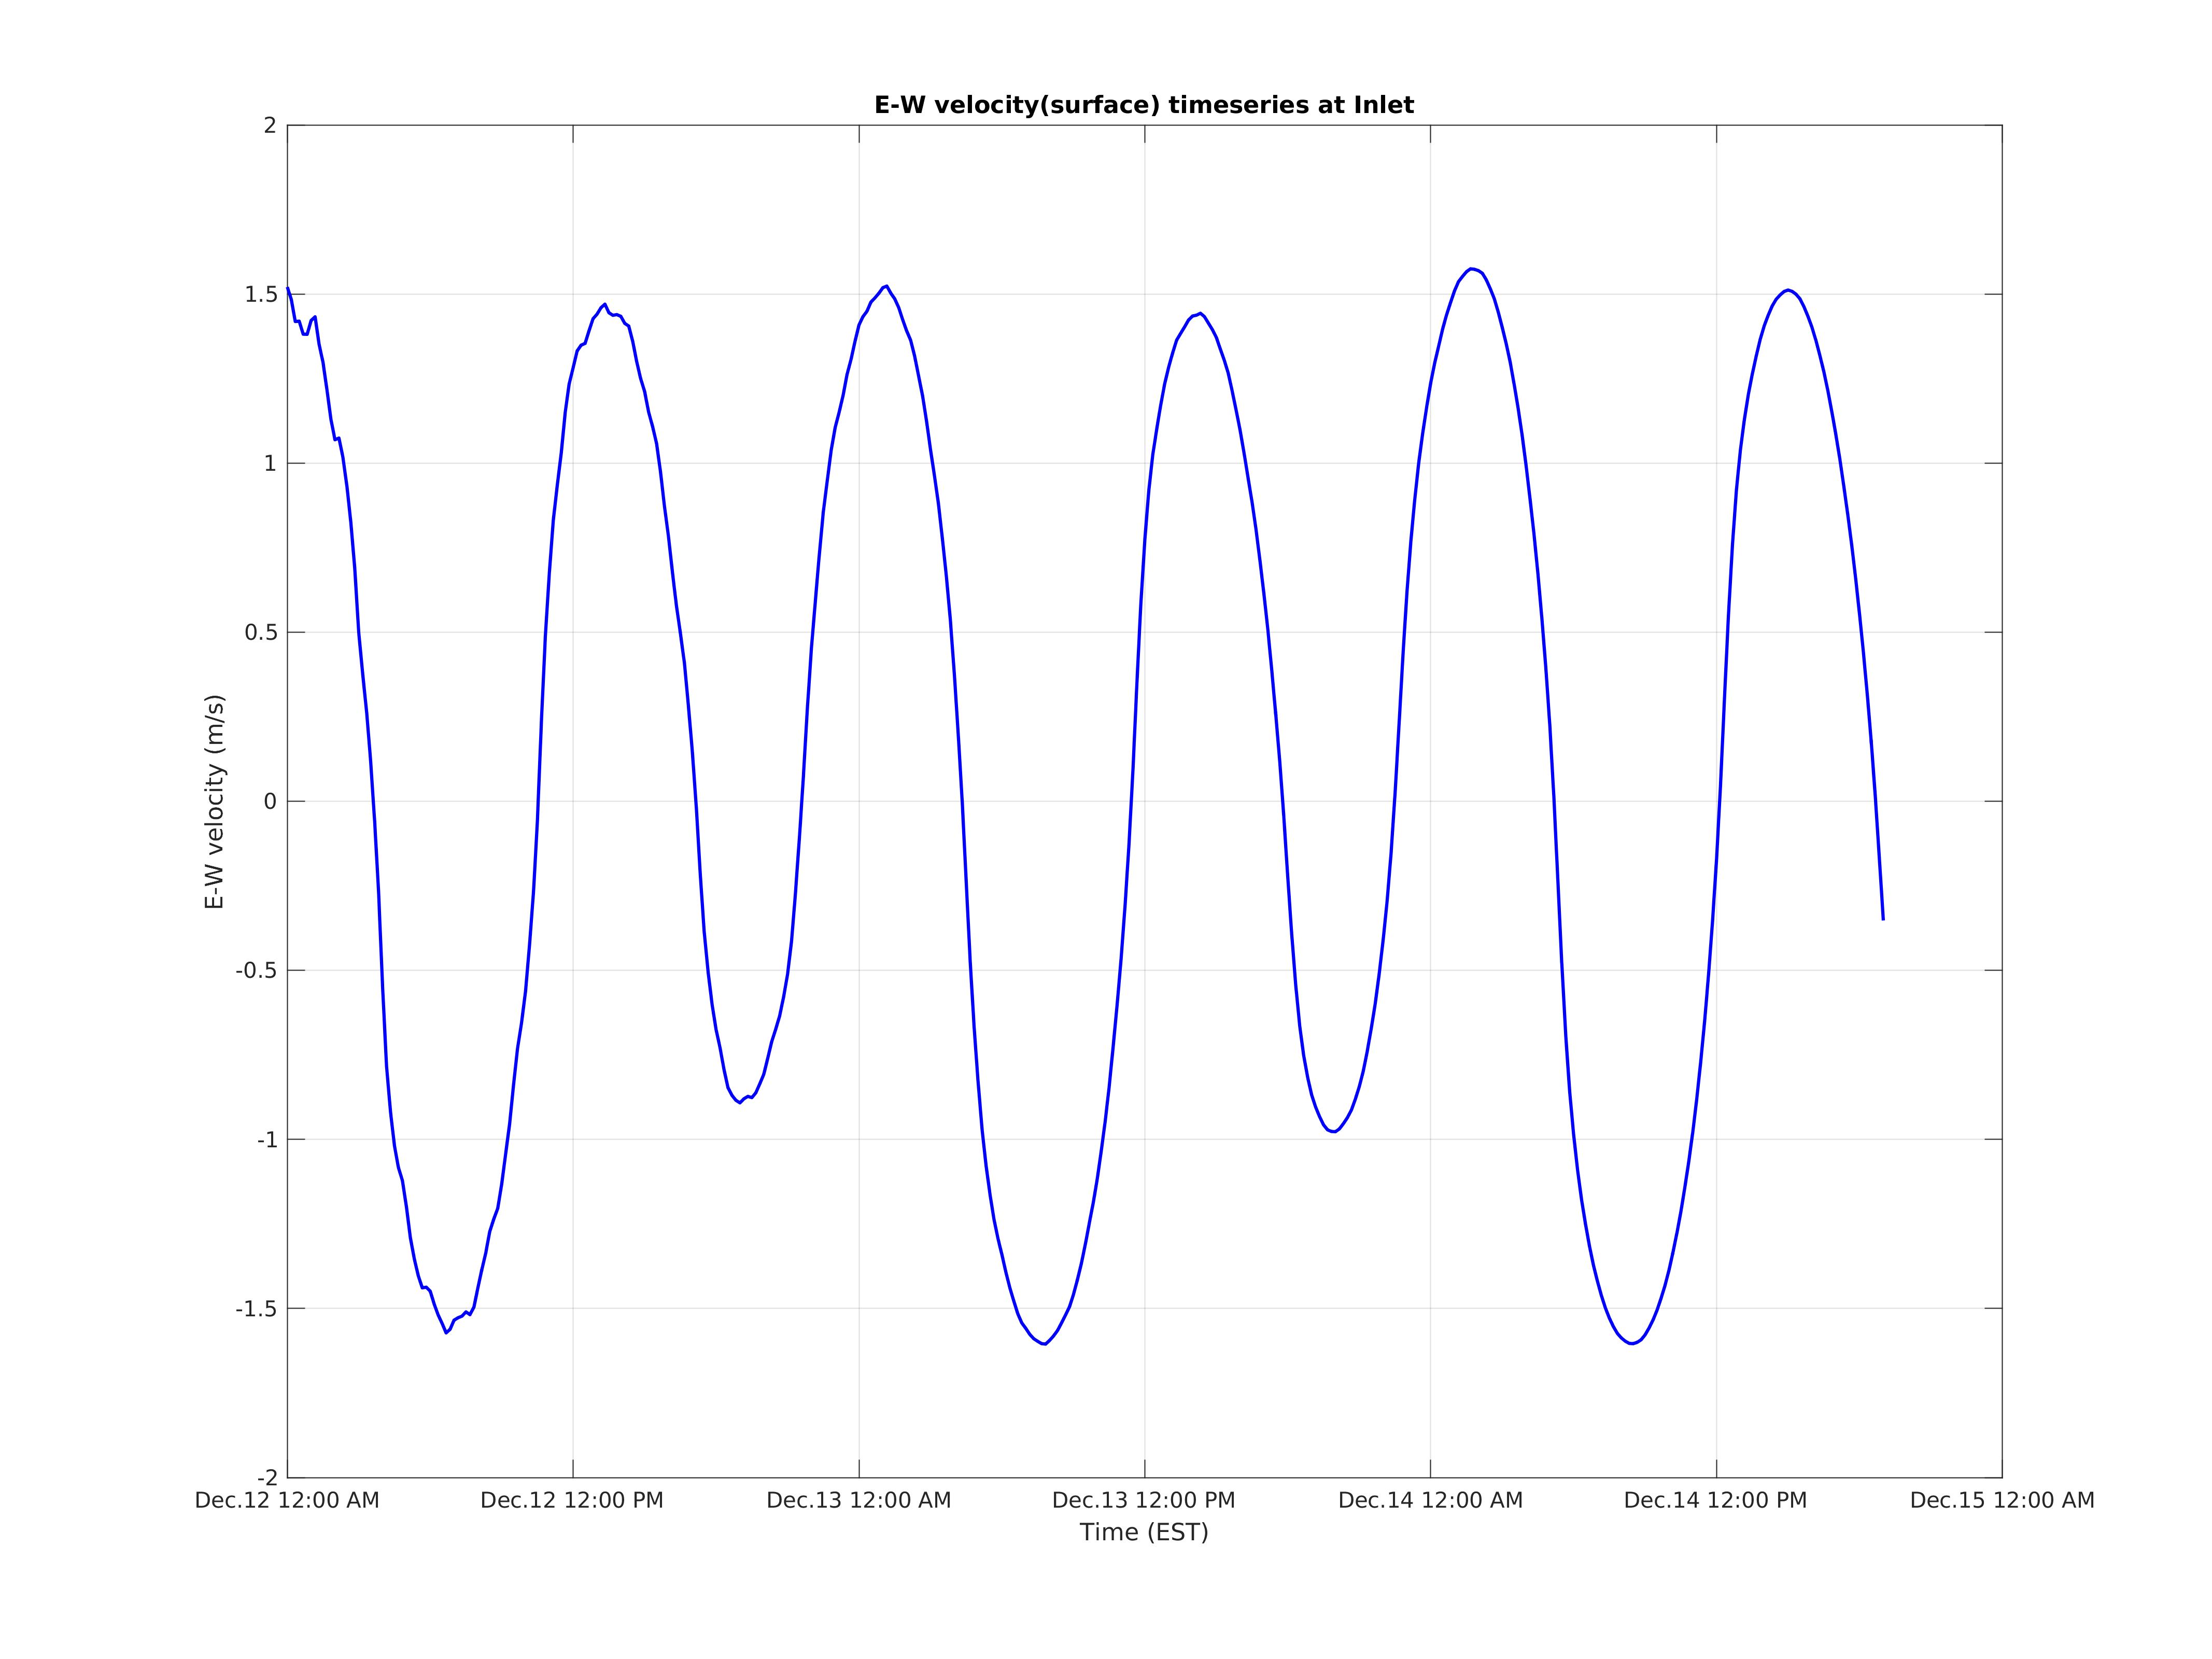 E-W velocity(surface) timeseries at Inlet
2
1.5
1
0.5
0
-0.5
-1
-1.5
-2
E-W velocity (m/s)
Dec.12 12:00 AM Dec.12 12:00 PM Dec.13 12:00 AM Dec.13 12:00 PM Dec.14 12:00 AM Dec.14 12:00 PM Dec.15 12:00 AM
Time (EST)